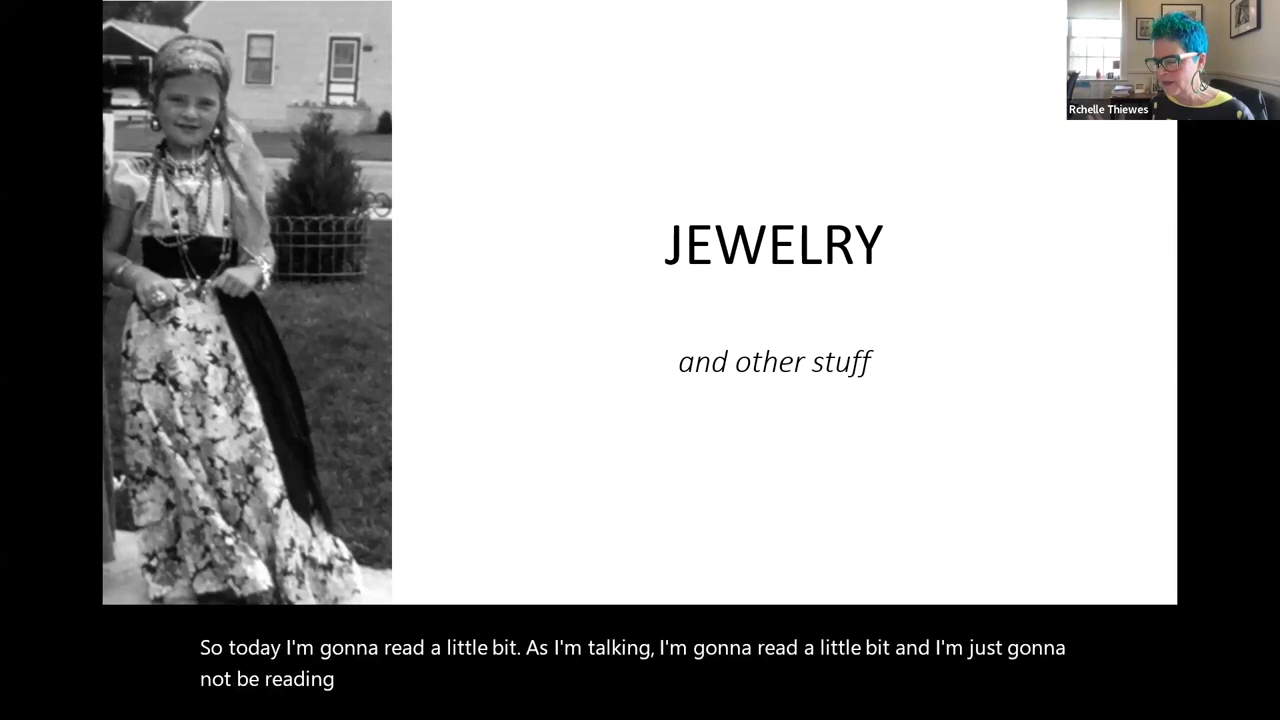 Rchelle Thiewes
JEWELRY
and other stuff
So today I'm gonna read a little bit. As I'm talking, I'm gonna read a little bit and I'm just gonna
not be reading